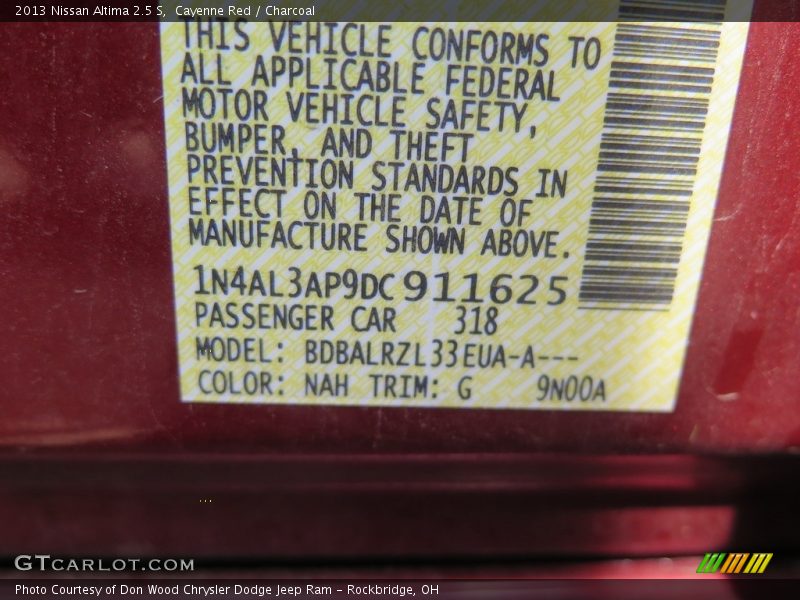 2013 Nissan Altima 2.5 S,  Cayenne Red / Charcoal
THIS VEHICLE CONFORMS TO
ALL APPLICABLE FEDERAL
MOTOR VEHICLE SAFETY,
BUMPER, AND THEFT
PREVENTION STANDARDS IN
EFFECT ON THE DATE OF
MANUFACTURE SHOWN ABOVE.
1N4AL3AP9DC911625
PASSENGER CAR 318
MODEL: BDBALRZL33EUA-A---
COLOR: NAH TRIM: G 9N00A
GTCARLOT.COM
Photo Courtesy of Don Wood Chrysler Dodge Jeep Ram - Rockbridge, OH